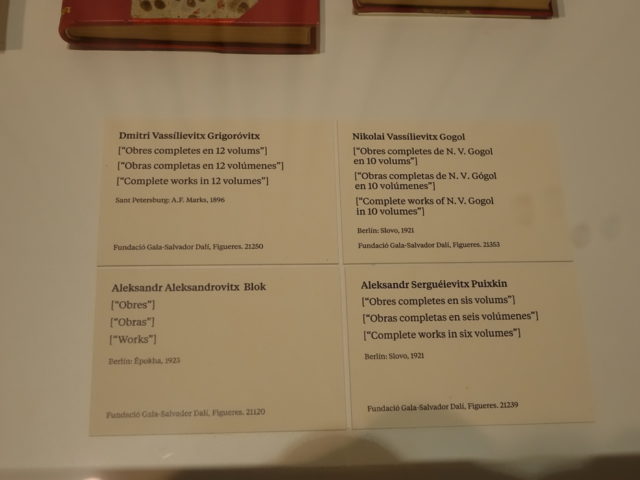 Dmitri Vassílievitx Grigoróvitx
["Obres completes en 12 volums"]
["Obras completas en 12 volúmenes"]
["Complete works in 12 volumes"]
Sant Petersburg: A.F. Marks, 1896
Fundació Gala-Salvador Dalí, Figueres. 21250
Nikolai Vassílievitx Gogol
["Obres completes de N. V. Gogol
en 10 volums"]
["Obras completas de N. V. Gógol
en 10 volúmenes"]
["Complete works of N. V. Gogol
in 10 volumes"]
Berlín: Slovo, 1921
Fundació Gala-Salvador Dalí, Figueres. 21353
Aleksandr Aleksandrovitx Blok
["Obres"]
["Obras"]
["Works"]
Berlín: Épokha, 1923
Fundació Gala-Salvador Dalí, Figueres. 21120
Aleksandr Serguéievitx Puixkin
["Obres completes en sis volums"]
["Obras completas en seis volúmenes"]
["Complete works in six volumes"]
Berlín: Slovo, 1921
Fundació Gala-Salvador Dalí, Figueres. 21239